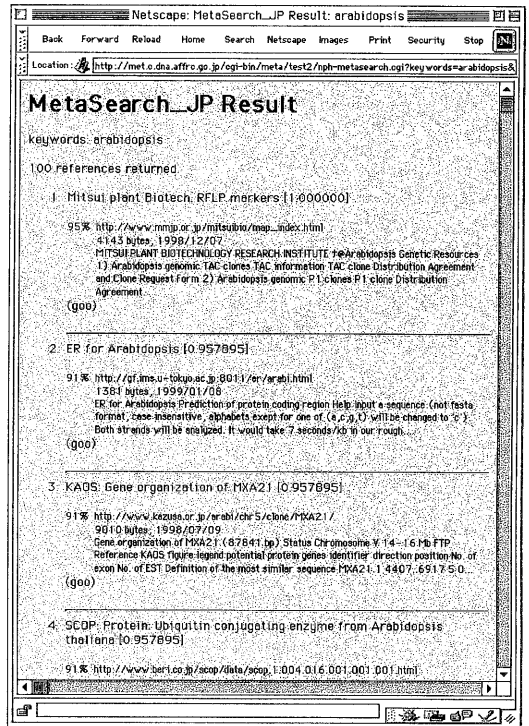 Netscape: MetaSearch_JP Result: arabidopsis
Back Forward Reload Home Search Netscape Images Print Security Stop
N
Location: http://met.o.dna.affrc.go.jp/cgi-bin/meta/test2/nph-metasearch.cgi?keywords=arabidopsis&
MetaSearch_JP Result
keywords: arabidopsis
100 references returned.
1. Mitsui plant Biotech. RFLP markers [1.000000]
95% http://www.mmjp.or.jp/mitsuibio/map_index.html
4143 bytes, 1998/12/07
MITSUI PLANT BIOTECHNOLOGY RESEARCH INSTITUTE †@Arabidopsis Genetic Resources
1) Arabidopsis genomic TAC clones TAC information TAC clone Distribution Agreement
and Clone Request Form 2) Arabidopsis genomic P1 clones P1 clone Distribution
Agreement
(goo)
2. ER for Arabidopsis [0.957895]
91% http://gf.ims.u-tokyo.ac.jp:8011/er/arabi.html
1381 bytes, 1999/01/08
ER for Arabidopsis Prediction of protein coding region Help Input a sequence (not fasta
format, case-insensitive, alphabets exept for one of (a,c,g,t) will be changed to 'c')
Both strands will be analyzed. It would take 7 seconds/kb in our rough....
(goo)
3. KAOS: Gene organization of MXA21 [0.957895]
91% http://www.kazusa.or.jp/arabi/chr5/clone/MXA21/
9010 bytes, 1998/07/09
Gene organization of MXA21 (87841 bp) Status Chromosome V 14-16 Mb FTP
Reference KAOS figure legend potential protein genes identifier direction position No. of
exon No. of EST Definition of the most similar sequence MXA21.1 4407..6917 5 0...
(goo)
4. SCOP: Protein: Ubiquitin conjugating enzyme from Arabidopsis
thaliana [0.957895]
91% http://www.beri.co.jp/scop/data/scop.1.004.016.001.001.001.html